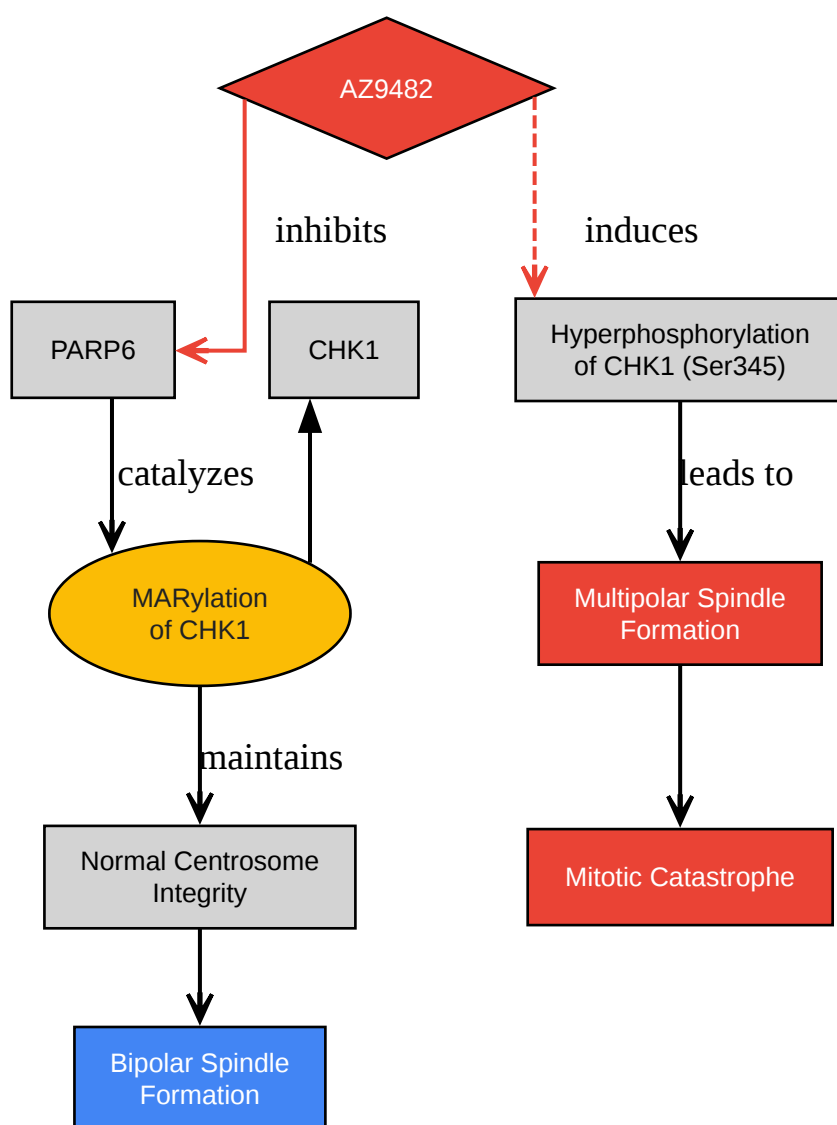 AZ9482
inhibits
induces
PARP6
CHK1
Hyperphosphorylation
of CHK1 (Ser345)
catalyzes
leads to
MARylation
of CHK1
Multipolar Spindle
Formation
maintains
Normal Centrosome
Integrity
Mitotic Catastrophe
Bipolar Spindle
Formation